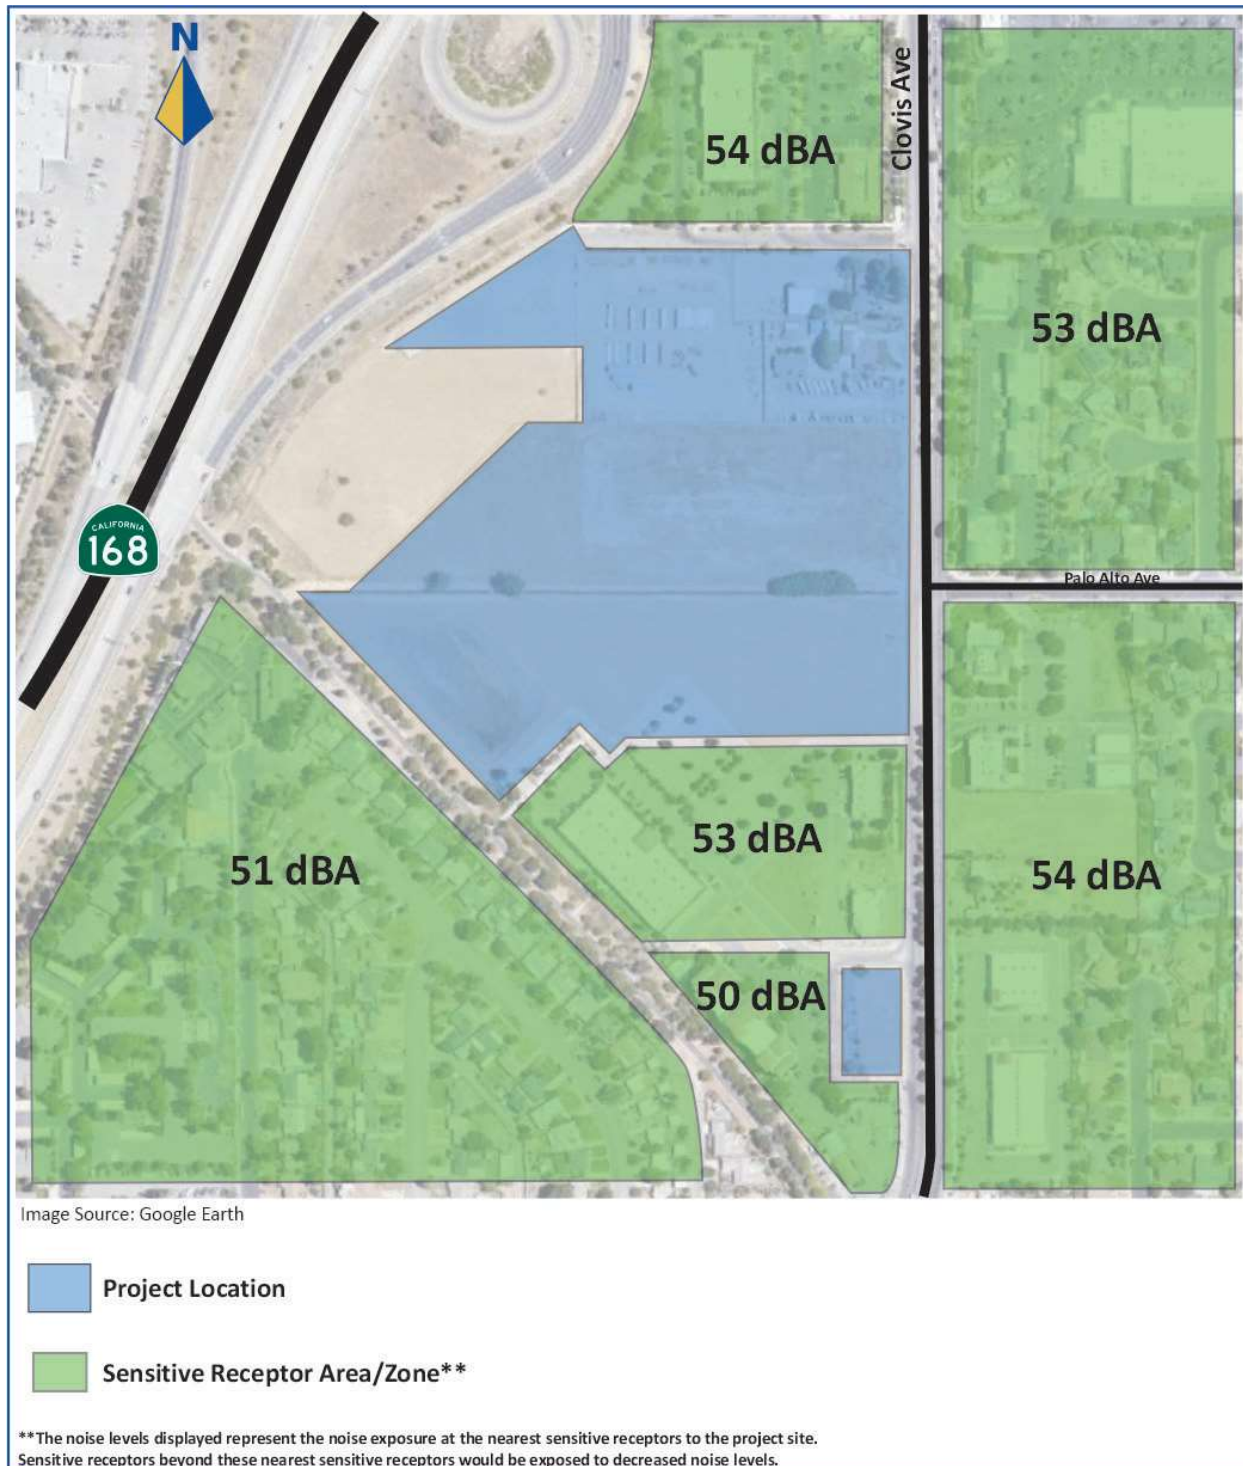 N
Clovis Ave
54 dBA
53 dBA
CALIFORNIA
168
Palo Alto Ave
51 dBA
53 dBA
54 dBA
50 dBA
Image Source: Google Earth
Project Location
Sensitive Receptor Area/Zone**
**The noise levels displayed represent the noise exposure at the nearest sensitive receptors to the project site.
Sensitive receptors beyond these nearest sensitive receptors would be exposed to decreased noise levels.